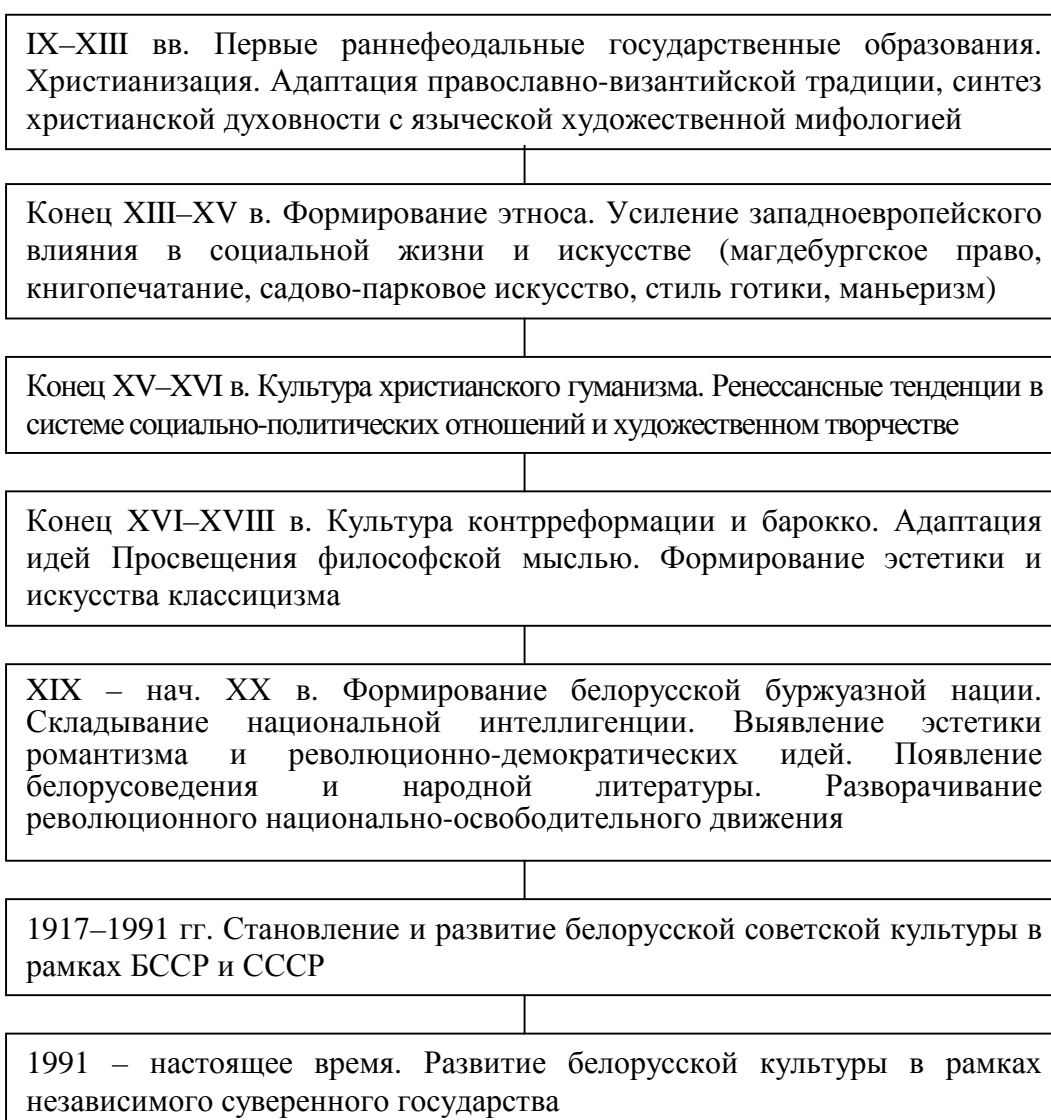 IX–XIII вв. Первые раннефеодальные государственные образования.
Христианизация. Адаптация православно-византийской традиции, синтез
христианской духовности с языческой художественной мифологией
Конец XIII–XV в. Формирование этноса. Усиление западноевропейского
влияния в социальной жизни и искусстве (магдебургское право,
книгопечатание, садово-парковое искусство, стиль готики, маньеризм)
Конец XV–XVI в. Культура христианского гуманизма. Ренессансные тенденции в
системе социально-политических отношений и художественном творчестве
Конец XVI–XVIII в. Культура контрреформации и барокко. Адаптация
идей Просвещения философской мыслью. Формирование эстетики и
искусства классицизма
XIX – нач. XX в. Формирование белорусской буржуазной нации.
Складывание национальной интеллигенции. Выявление эстетики
романтизма и революционно-демократических идей. Появление
белорусоведения и народной литературы. Разворачивание
революционного национально-освободительного движения
1917–1991 гг. Становление и развитие белорусской советской культуры в
рамках БССР и СССР
1991 – настоящее время. Развитие белорусской культуры в рамках
независимого суверенного государства